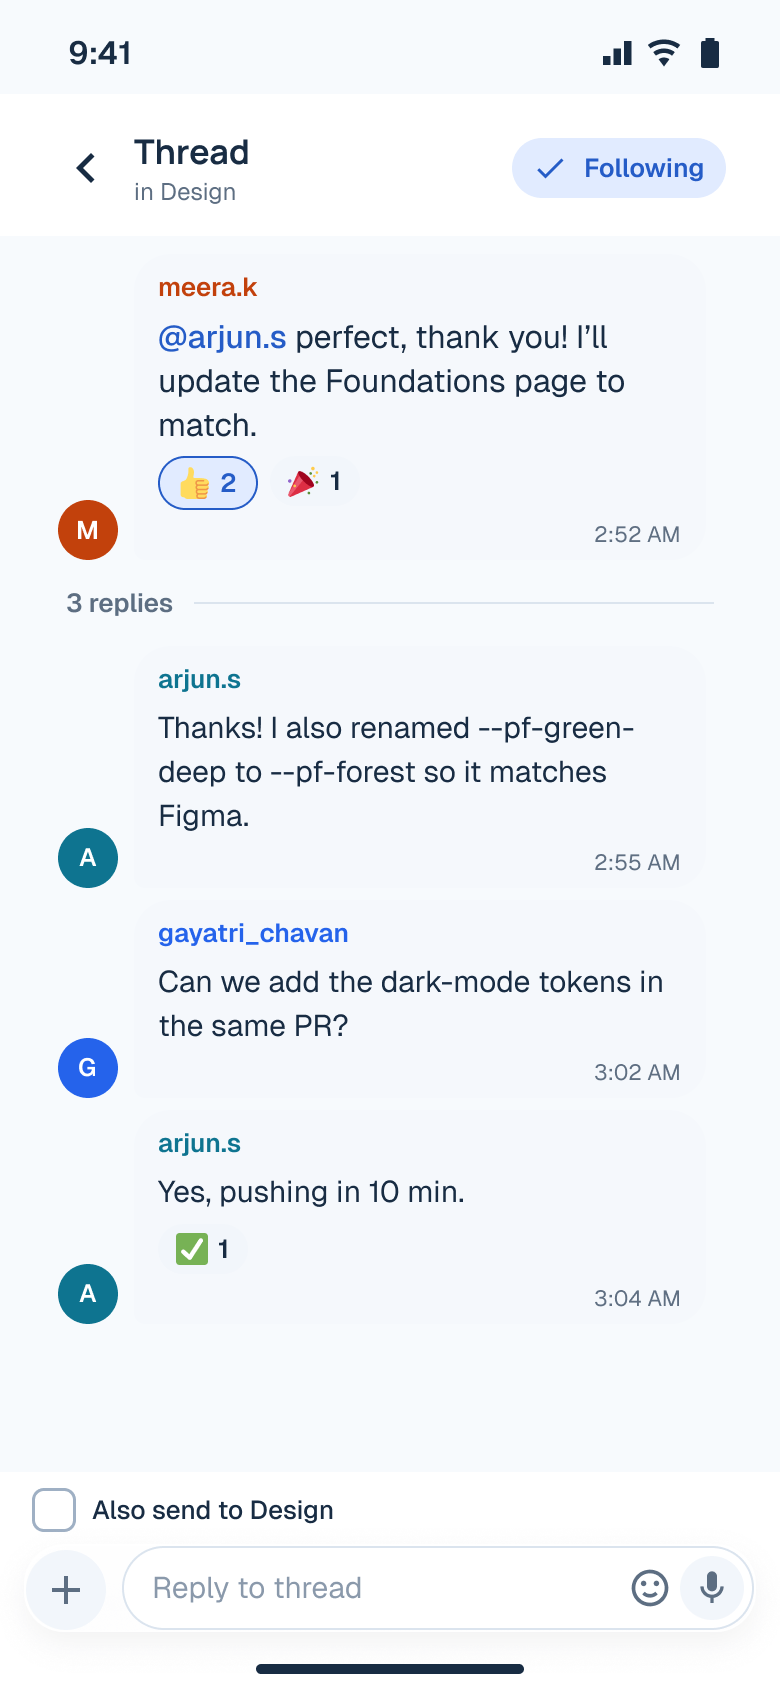 9:41
Thread
in Design
Following
meera.k
@arjun.s perfect, thank you! I’ll
update the Foundations page to
match.
👍 2 🎉 1
M
2:52 AM
3 replies
arjun.s
Thanks! I also renamed --pf-green-
deep to --pf-forest so it matches
Figma.
A
2:55 AM
gayatri_chavan
Can we add the dark-mode tokens in
the same PR?
G
3:02 AM
arjun.s
Yes, pushing in 10 min.
✅ 1
A
3:04 AM
Also send to Design
Reply to thread